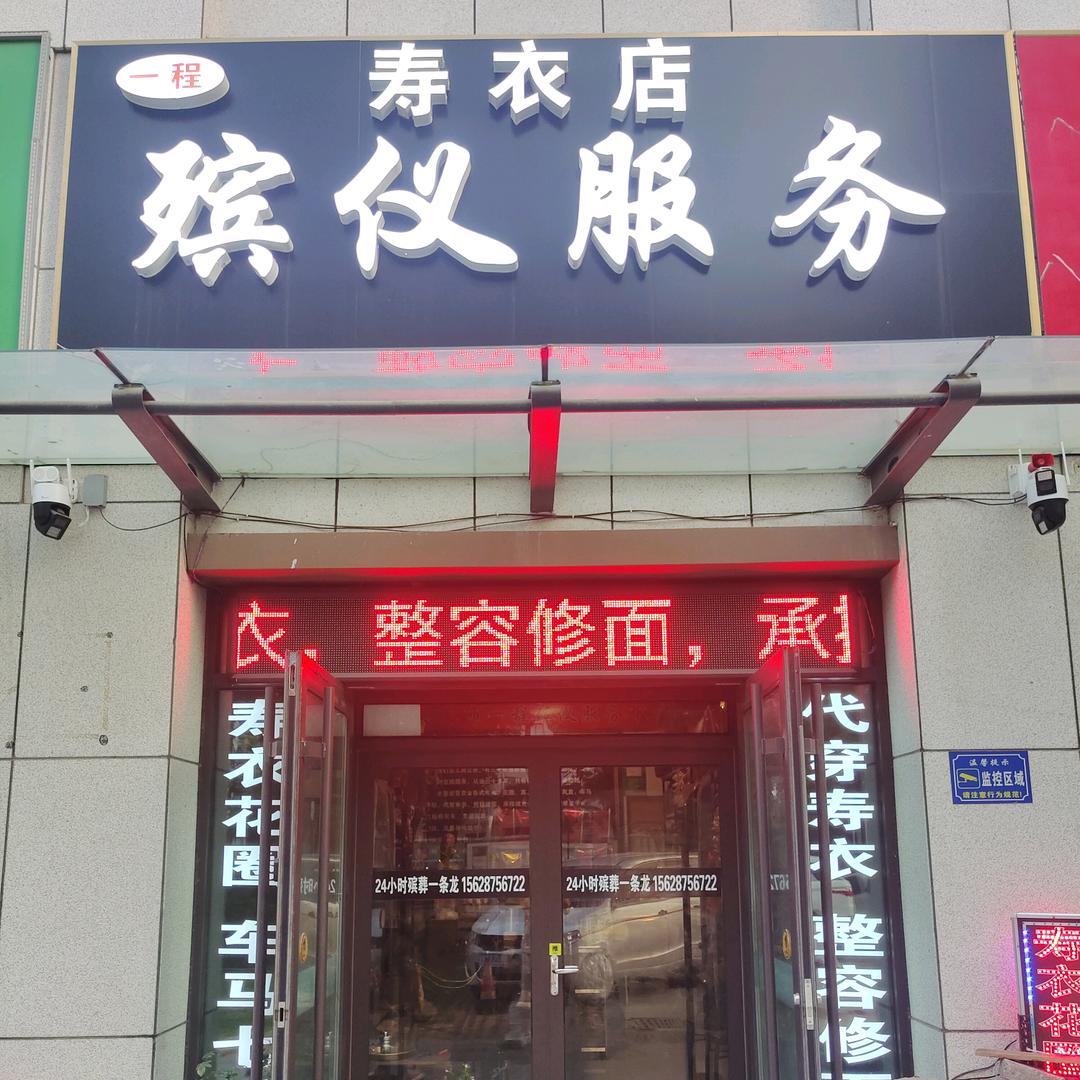 一程
寿衣店
殡仪服务
衣，整容修面，承
寿衣花圈 车马
代穿寿衣 整容修
24小时殡葬一条龙 15628756722
24小时殡葬一条龙 15628756722
推
温馨提示
监控区域
请注意行为规范!
寿衣花圈